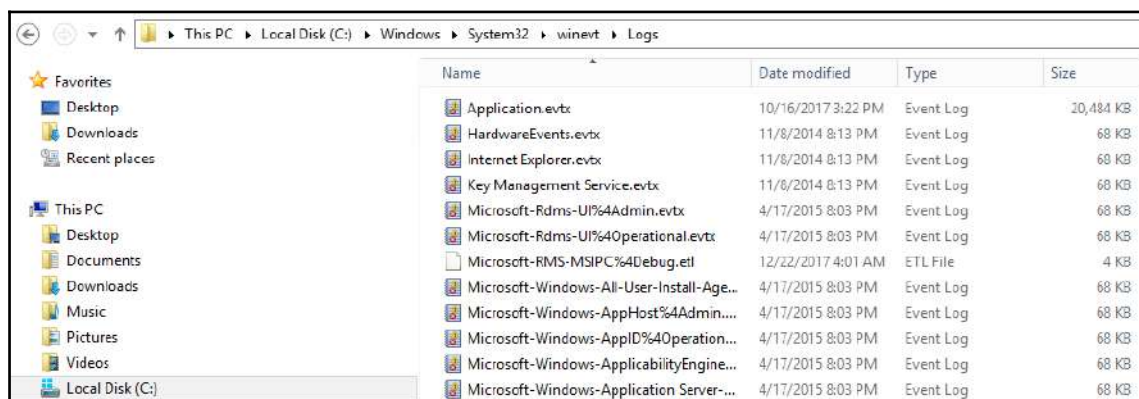 This PC ▸ Local Disk (C:) ▸ Windows ▸ System32 ▸ winevt ▸ Logs
Favorites
Desktop
Downloads
Recent places
This PC
Desktop
Documents
Downloads
Music
Pictures
Videos
Local Disk (C:)
Name Date modified Type Size
Application.evtx 10/16/2017 3:22 PM Event Log 20,484 KB
HardwareEvents.evtx 11/8/2014 8:13 PM Event Log 68 KB
Internet Explorer.evtx 11/8/2014 8:13 PM Event Log 68 KB
Key Management Service.evtx 11/8/2014 8:13 PM Event Log 68 KB
Microsoft-Rdms-UI%4Admin.evtx 4/17/2015 8:03 PM Event Log 68 KB
Microsoft-Rdms-UI%4Operational.evtx 4/17/2015 8:03 PM Event Log 68 KB
Microsoft-RMS-MSIPC%4Debug.etl 12/22/2017 4:01 AM ETL File 4 KB
Microsoft-Windows-All-User-Install-Age... 4/17/2015 8:03 PM Event Log 68 KB
Microsoft-Windows-AppHost%4Admin.... 4/17/2015 8:03 PM Event Log 68 KB
Microsoft-Windows-AppID%4Operation... 4/17/2015 8:03 PM Event Log 68 KB
Microsoft-Windows-ApplicabilityEngine... 4/17/2015 8:03 PM Event Log 68 KB
Microsoft-Windows-Application Server-... 4/17/2015 8:03 PM Event Log 68 KB